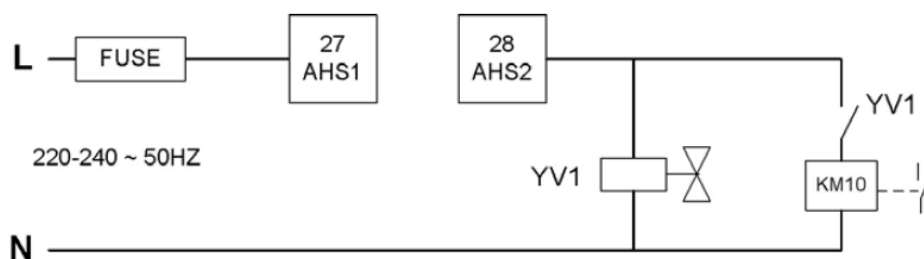 L
FUSE
27
AHS1
28
AHS2
YV1
220-240 ~ 50HZ
YV1
KM10
N